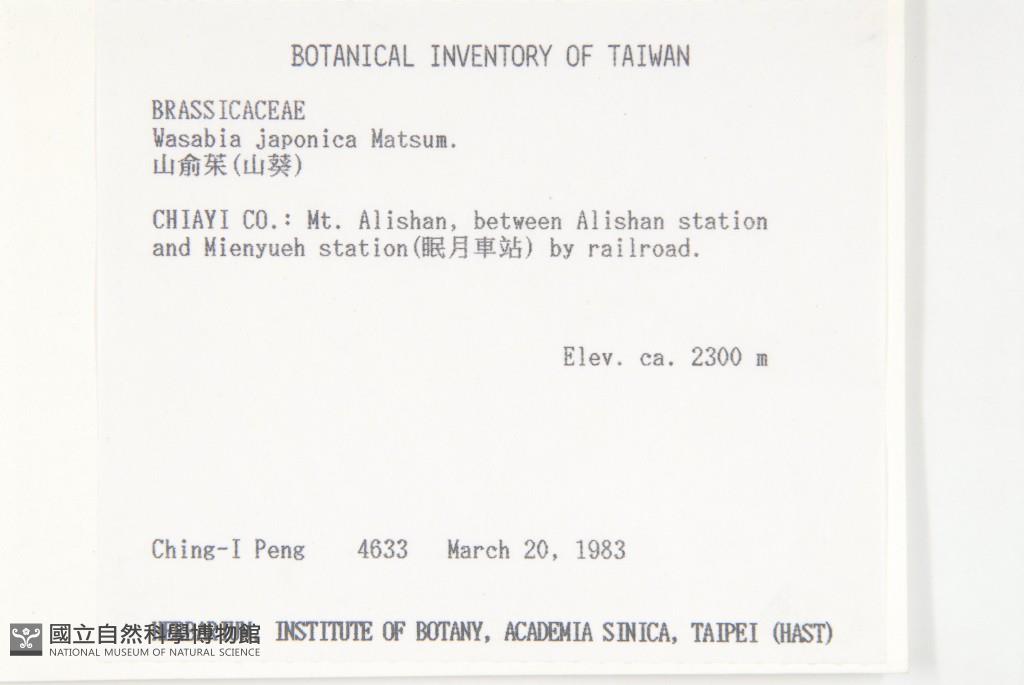 BOTANICAL INVENTORY OF TAIWAN
BRASSICACEAE
Wasabia japonica Matsum.
山俞茱(山葵)
CHIAYI CO.: Mt. Alishan, between Alishan station
and Mienyueh station(眠月車站) by railroad.
Elev. ca. 2300 m
Ching-I Peng 4633 March 20, 1983
INSTITUTE OF BOTANY, ACADEMIA SINICA, TAIPEI (HAST)
國立自然科學博物館
NATIONAL MUSEUM OF NATURAL SCIENCE